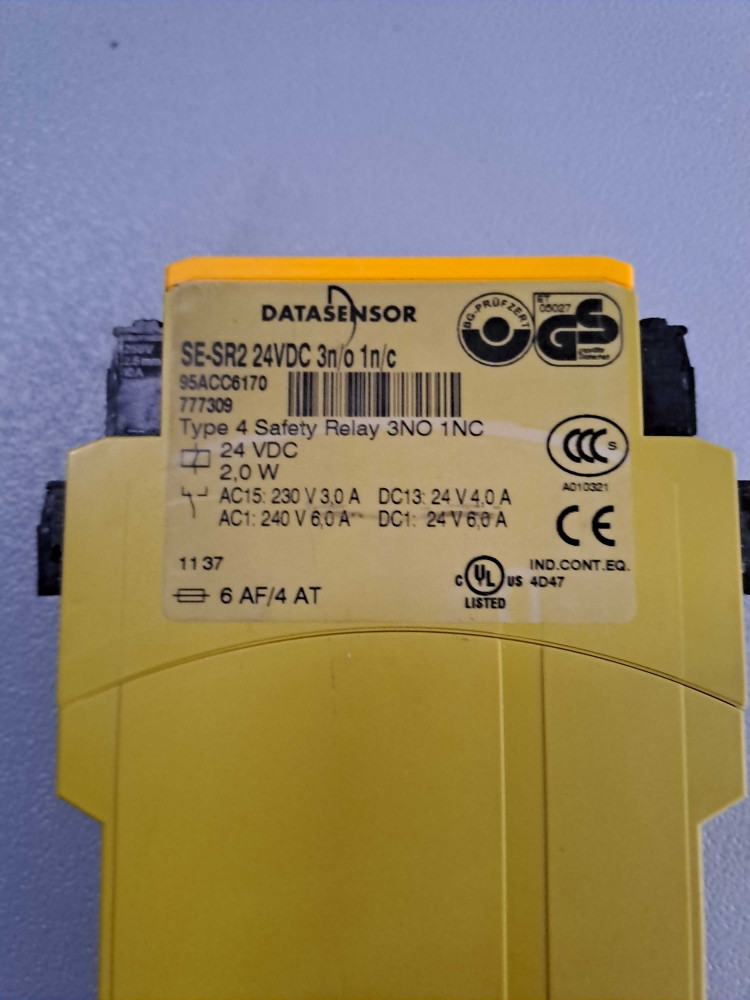 DATASENSOR
BG-PRÜFZERT
ET
05027
GS
SE-SR2 24VDC 3n/o 1n/c
95ACC6170
777309
Type 4 Safety Relay 3NO 1NC
24 VDC
2,0 W
CCC S
A010321
AC15: 230 V 3,0 A DC13: 24 V 4,0 A
AC1: 240 V 6,0 A DC1: 24 V 6,0 A
CE
11 37
IND.CONT.EQ.
C UL US 4D47
LISTED
6 AF/4 AT